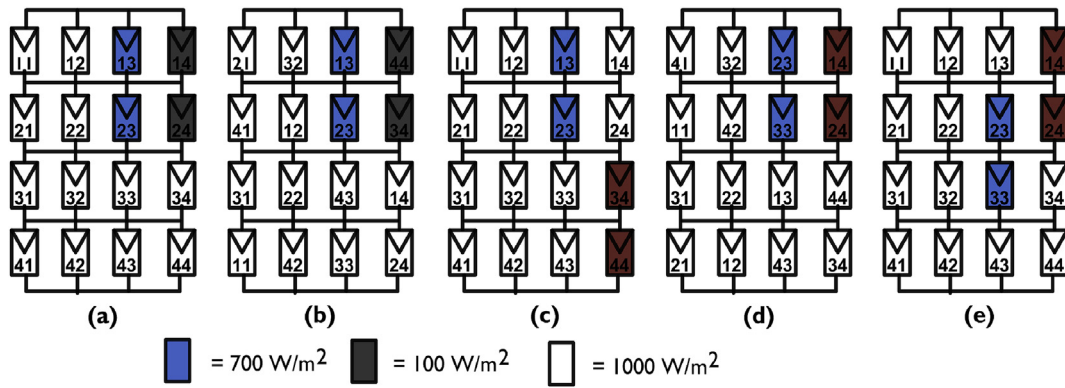 11 12 13 14 21 32 13 44 11 12 13 14 41 32 23 14 11 12 13 14
21 22 23 24 41 12 23 34 21 22 23 24 11 42 33 24 21 22 23 24
31 32 33 34 31 22 43 14 31 32 33 34 31 22 13 44 31 32 33 34
41 42 43 44 11 42 33 24 41 42 43 44 21 12 43 34 41 42 43 44
(a) (b) (c) (d) (e)
= 700 W/m² = 100 W/m² = 1000 W/m²